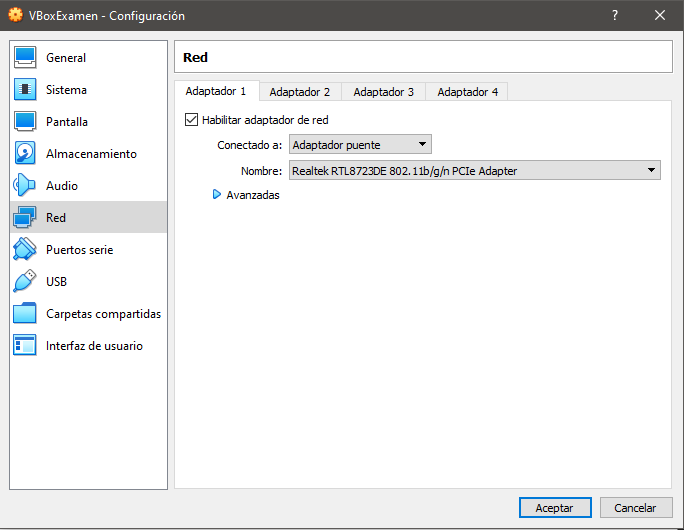 VBoxExamen - Configuración
?
General
Sistema
Pantalla
Almacenamiento
Audio
Red
Puertos serie
USB
Carpetas compartidas
Interfaz de usuario
Red
Adaptador 1 Adaptador 2 Adaptador 3 Adaptador 4
Habilitar adaptador de red
Conectado a: Adaptador puente
Nombre: Realtek RTL8723DE 802.11b/g/n PCIe Adapter
Avanzadas
Aceptar Cancelar